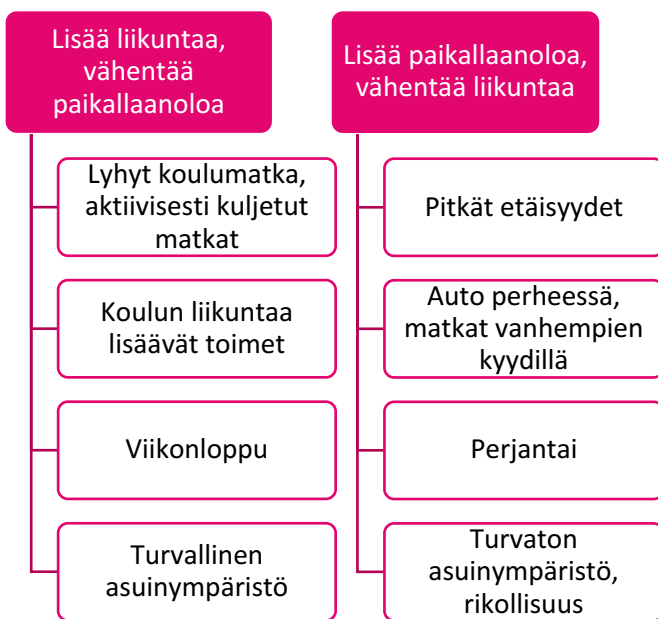 Lisää liikuntaa,
vähentää
paikallaanoloa
Lyhyt koulumatka,
aktiivisesti kuljetut
matkat
Koulun liikuntaa
lisäävät toimet
Viikonloppu
Turvallinen
asuinympäristö
Lisää paikallaanoloa,
vähentää liikuntaa
Pitkät etäisyydet
Auto perheessä,
matkat vanhempien
kyydillä
Perjantai
Turvaton
asuinympäristö,
rikollisuus